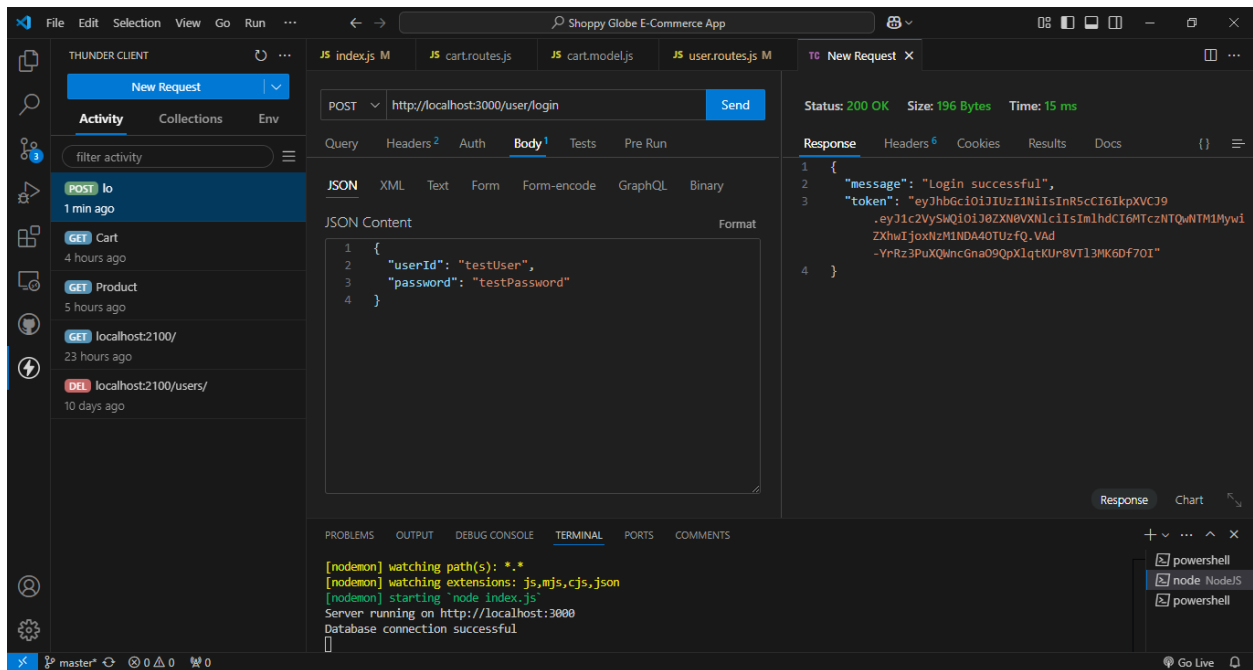 File Edit Selection View Go Run ··· Shoppy Globe E-Commerce App
THUNDER CLIENT
New Request
Activity Collections Env
filter activity
POST lo
1 min ago
GET Cart
4 hours ago
GET Product
5 hours ago
GET localhost:2100/
23 hours ago
DEL localhost:2100/users/
10 days ago
3
JS index.js M JS cart.routes.js JS cart.model.js JS user.routes.js M TC New Request
POST http://localhost:3000/user/login Send
Query Headers 2 Auth Body 1 Tests Pre Run
JSON XML Text Form Form-encode GraphQL Binary
JSON Content Format
1 {
2 "userId": "testUser",
3 "password": "testPassword"
4 }
Status: 200 OK Size: 196 Bytes Time: 15 ms
Response Headers 6 Cookies Results Docs {}
1 {
2 "message": "Login successful",
3 "token": "eyJhbGciOiJIUzI1NiIsInR5cCI6IkpXVCJ9
.eyJ1c2VySWQiOiJ0ZXN0VXNlciIsImlhdCI6MTczNTQwNTM1Mywi
ZXhwIjoxNzM1NDA4OTUzfQ.VAd
-YrRz3PuXQWncGnaO9QpXlqtKUr8VTl3MK6Df7OI"
4 }
Response Chart
PROBLEMS OUTPUT DEBUG CONSOLE TERMINAL PORTS COMMENTS
[nodemon] watching path(s): *.*
[nodemon] watching extensions: js,mjs,cjs,json
[nodemon] starting `node index.js`
Server running on http://localhost:3000
Database connection successful
powershell
node NodeJS
powershell
master* 0 0 0 Go Live